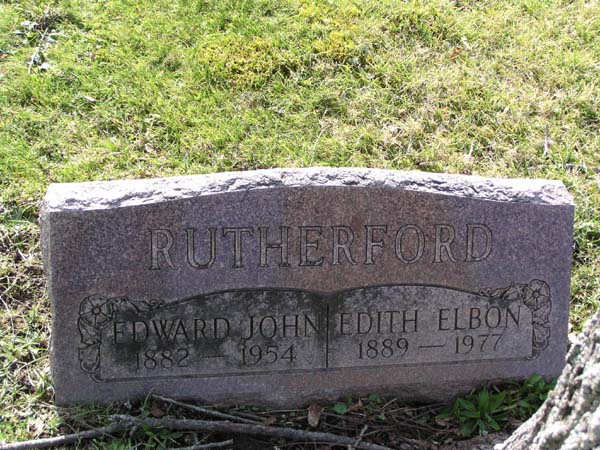 RUTHERFORD
EDWARD JOHN
1882 — 1954
EDITH ELBON
1889 — 1977